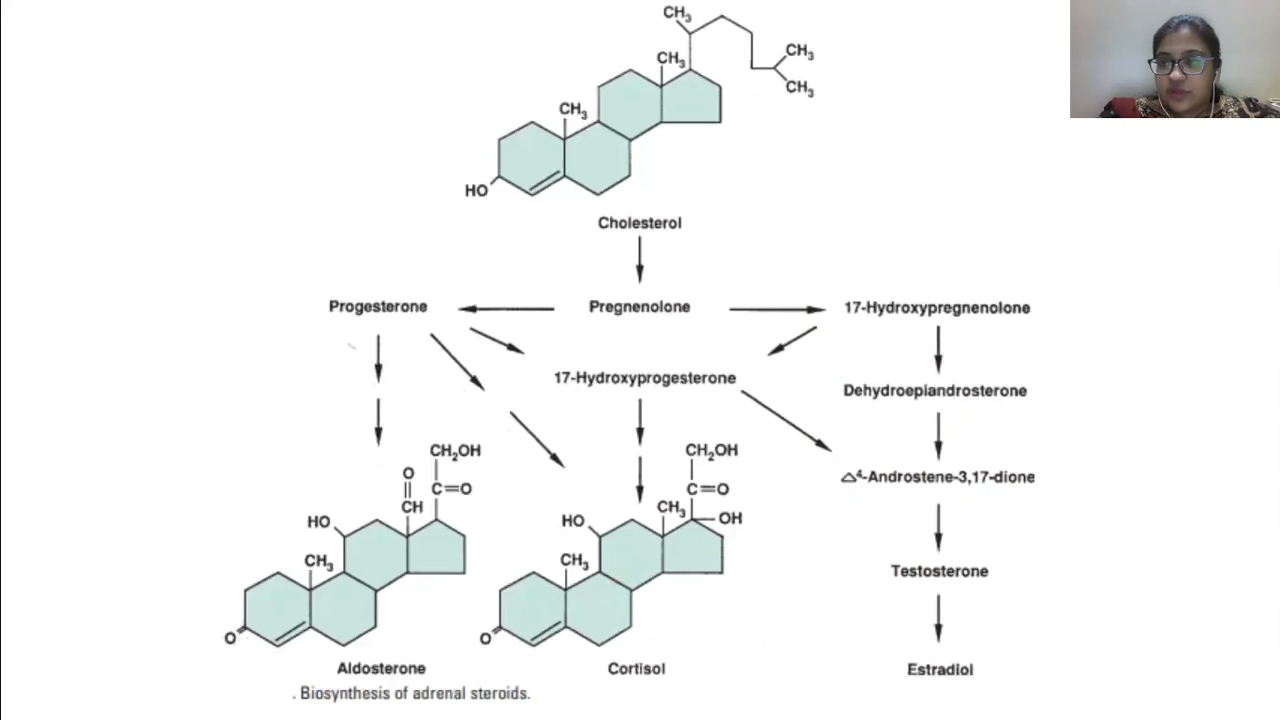 CH3
CH3
CH3
CH3
CH3
HO
Cholesterol
Progesterone
Pregnenolone
17-Hydroxypregnenolone
17-Hydroxyprogesterone
Dehydroepiandrosterone
Δ4-Androstene-3,17-dione
Testosterone
Estradiol
CH2OH
O
C=O
CH
HO
CH3
O
Aldosterone
CH2OH
C=O
CH3
OH
HO
CH3
O
Cortisol
. Biosynthesis of adrenal steroids.